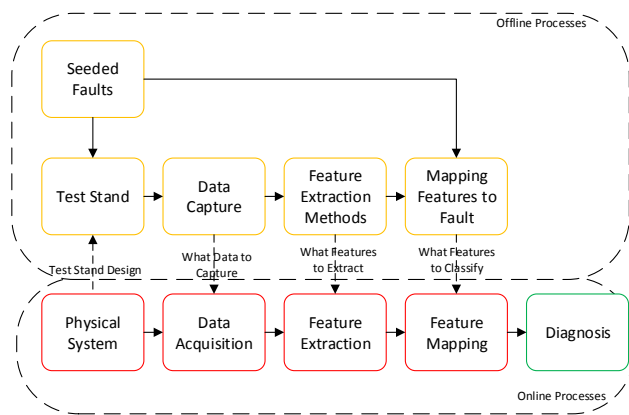 Offline Processes
Seeded
Faults
Test Stand
Data
Capture
Feature
Extraction
Methods
Mapping
Features to
Fault
Test Stand Design
What Data to
Capture
What Features
to Extract
What Features
to Classify
Physical
System
Data
Acquisition
Feature
Extraction
Feature
Mapping
Diagnosis
Online Processes